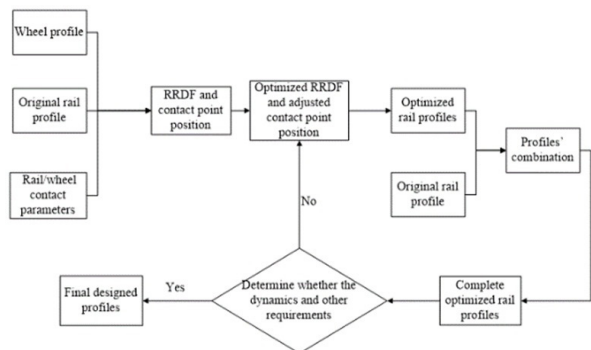 Wheel profile
Original rail
profile
Rail/wheel
contact
parameters
RRDF and
contact point
position
Optimized RRDF
and adjusted
contact point
position
Optimized
rail profiles
Original rail
profile
Profiles'
combination
Complete
optimized rail
profiles
Determine whether the
dynamics and other
requirements
No
Yes
Final designed
profiles